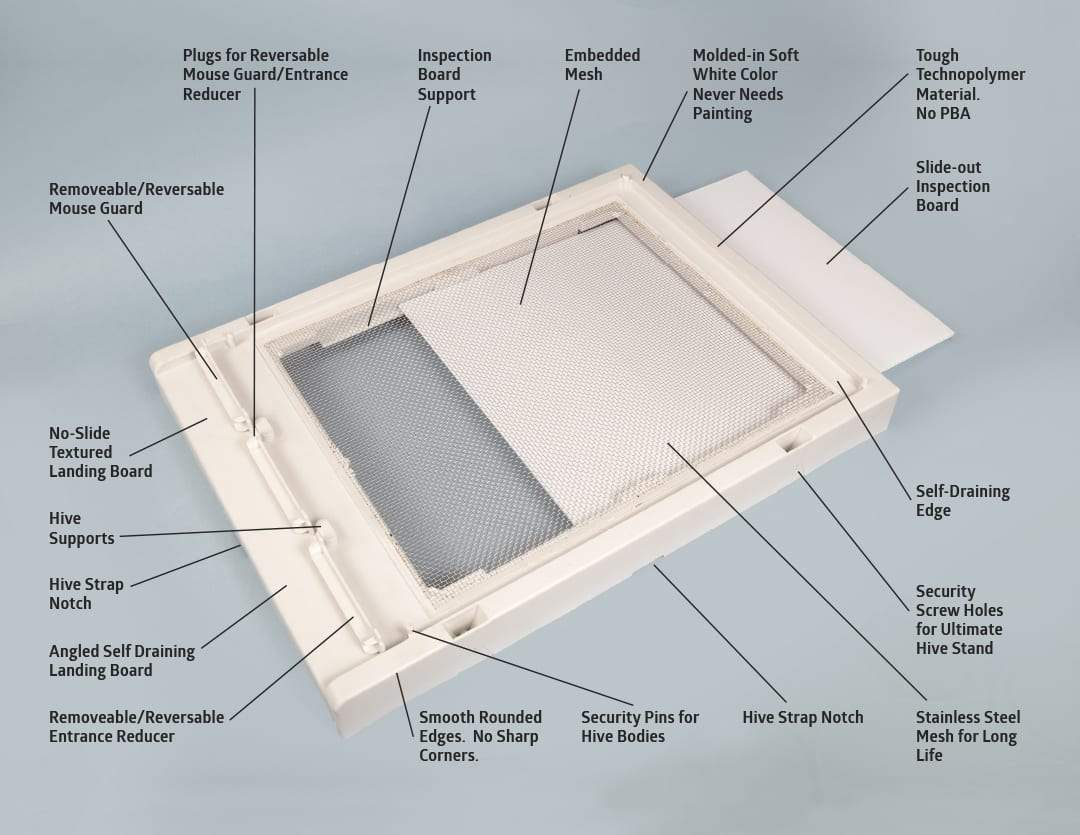 Plugs for Reversable
Mouse Guard/Entrance
Reducer
Inspection
Board
Support
Embedded
Mesh
Molded-in Soft
White Color
Never Needs
Painting
Tough
Technopolymer
Material.
No PBA
Slide-out
Inspection
Board
Removeable/Reversable
Mouse Guard
No-Slide
Textured
Landing Board
Hive
Supports
Hive Strap
Notch
Angled Self Draining
Landing Board
Removeable/Reversable
Entrance Reducer
Smooth Rounded
Edges.  No Sharp
Corners.
Security Pins for
Hive Bodies
Hive Strap Notch
Self-Draining
Edge
Security
Screw Holes
for Ultimate
Hive Stand
Stainless Steel
Mesh for Long
Life